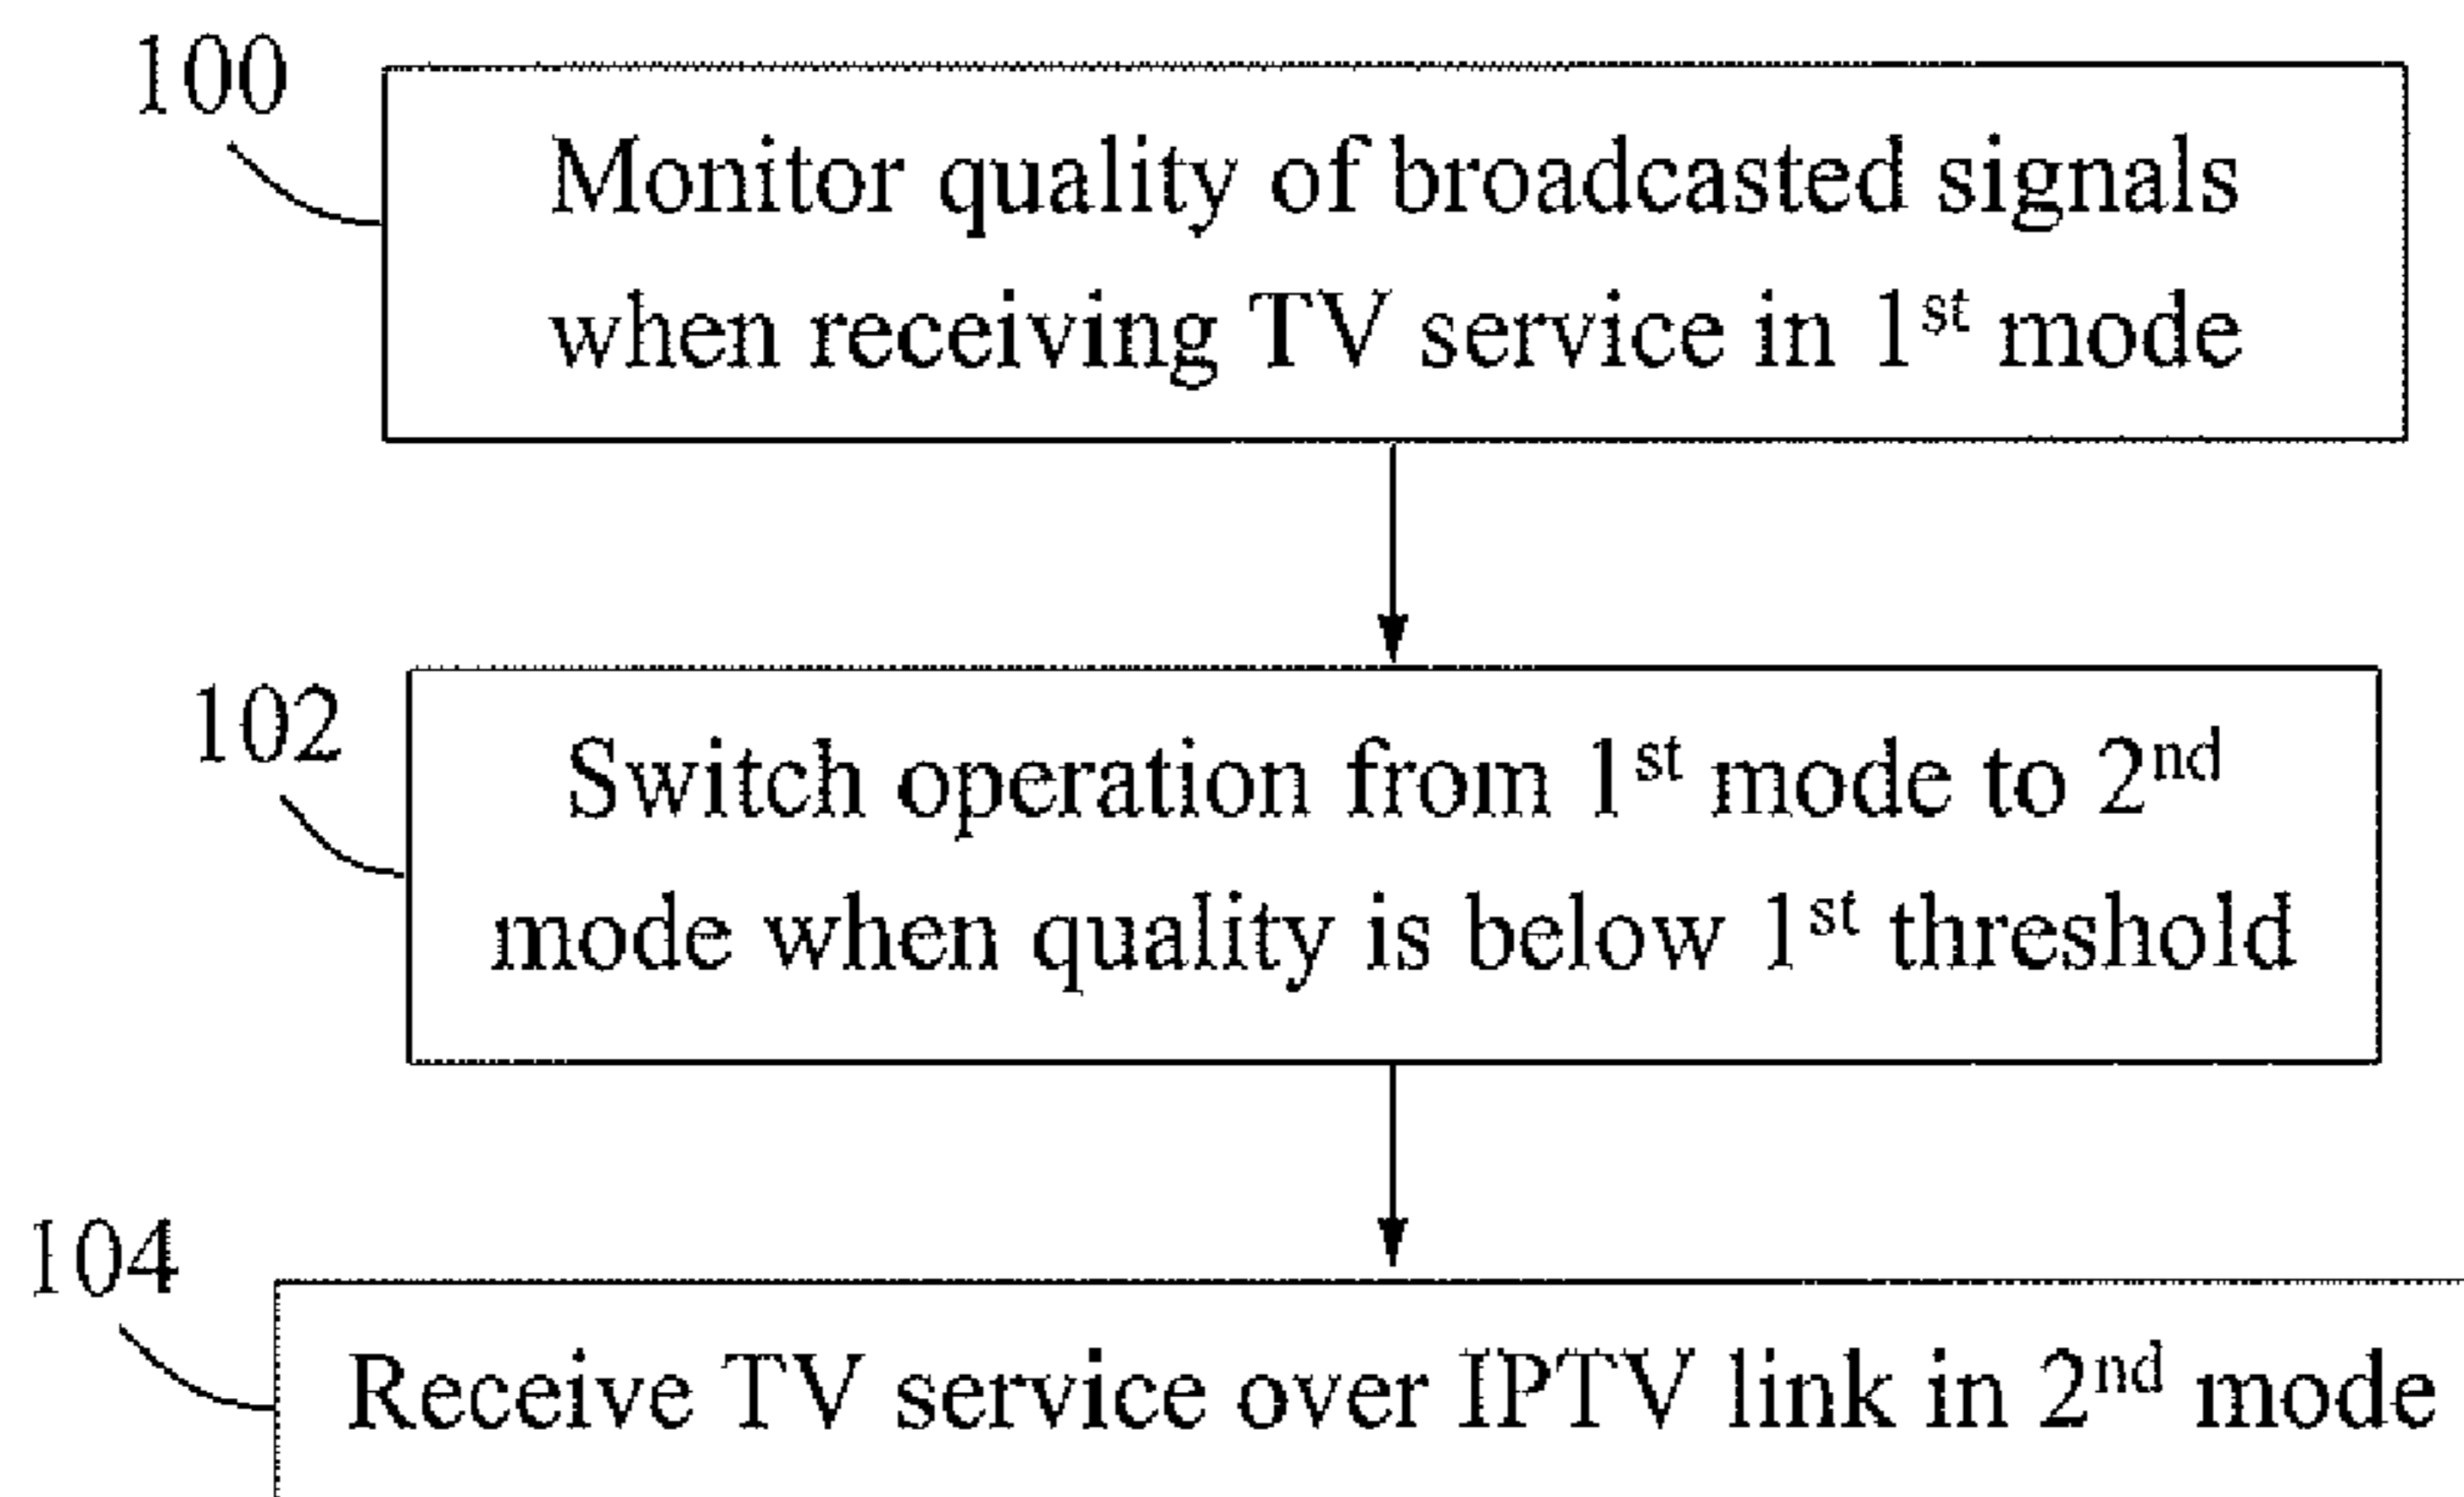 100
Monitor quality of broadcasted signals
when receiving TV service in 1st mode
102
Switch operation from 1st mode to 2nd
mode when quality is below 1st threshold
104
Receive TV service over IPTV link in 2nd mode